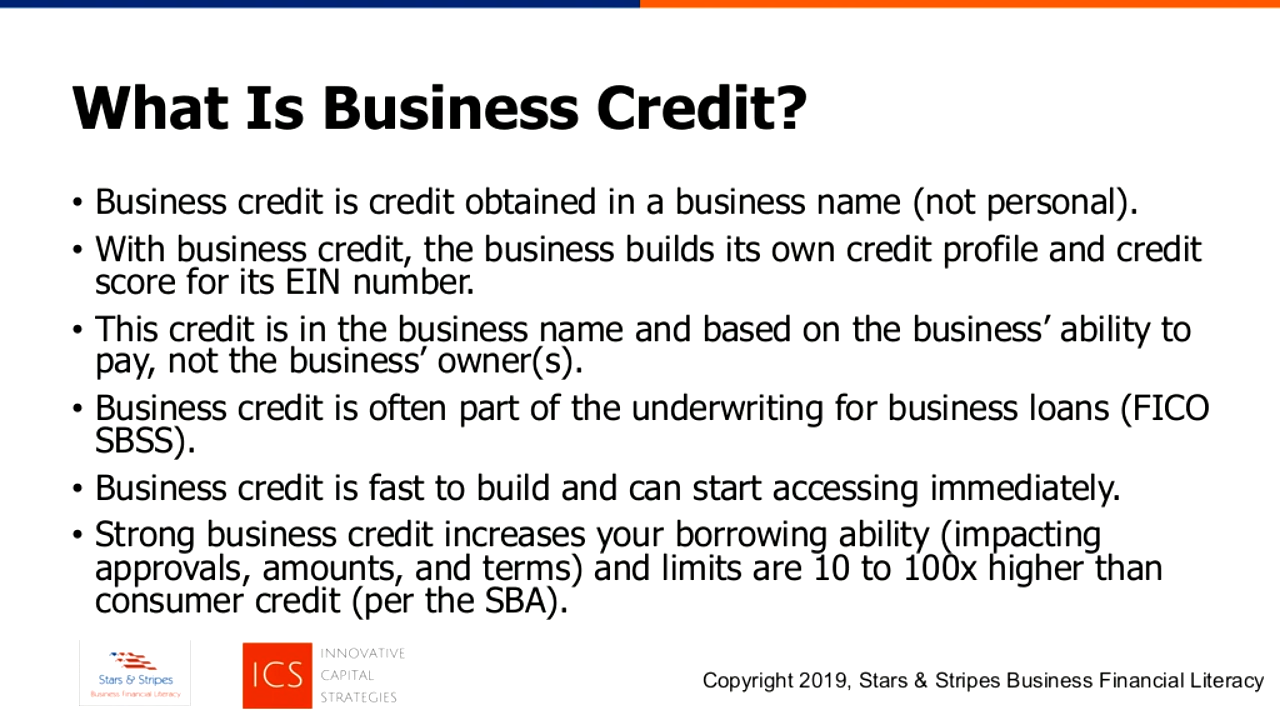 What Is Business Credit?
• Business credit is credit obtained in a business name (not personal).
• With business credit, the business builds its own credit profile and credit
score for its EIN number.
• This credit is in the business name and based on the business’ ability to
pay, not the business’ owner(s).
• Business credit is often part of the underwriting for business loans (FICO
SBSS).
• Business credit is fast to build and can start accessing immediately.
• Strong business credit increases your borrowing ability (impacting
approvals, amounts, and terms) and limits are 10 to 100x higher than
consumer credit (per the SBA).
Stars & Stripes
Business Financial Literacy
ICS
INNOVATIVE
CAPITAL
STRATEGIES
Copyright 2019, Stars & Stripes Business Financial Literacy